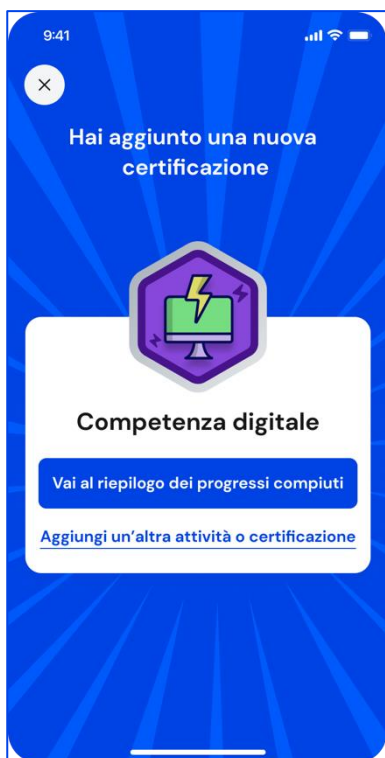 9:41
Hai aggiunto una nuova
certificazione
Competenza digitale
Vai al riepilogo dei progressi compiuti
Aggiungi un’altra attività o certificazione